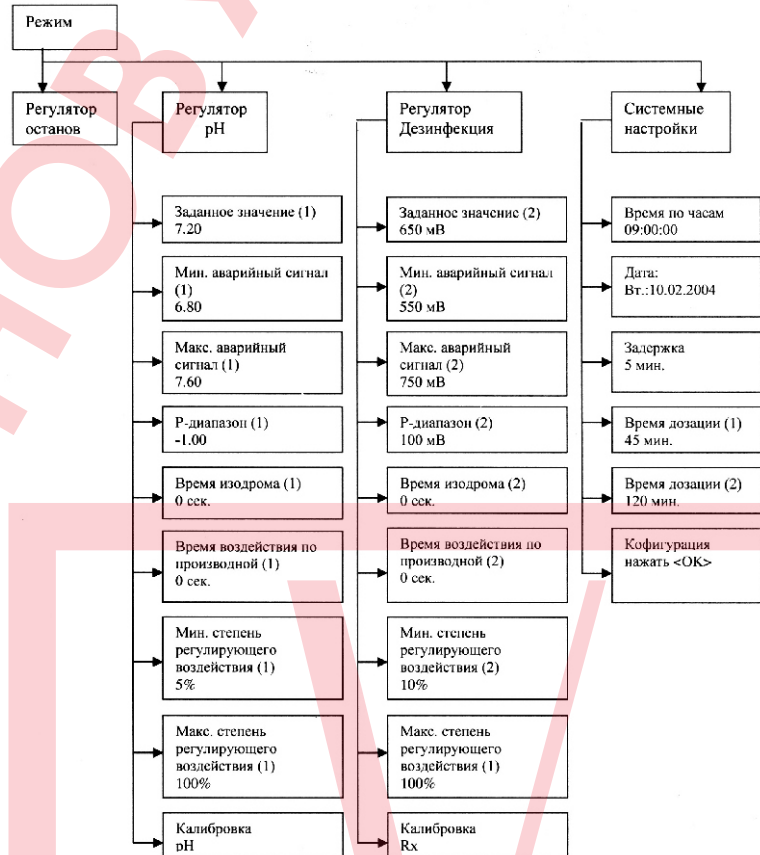 Режим
Регулятор
останов
Регулятор
pH
Регулятор
Дезинфекция
Системные
настройки
Заданное значение (1)
7.20
Мин. аварийный сигнал
(1)
6.80
Макс. аварийный
сигнал (1)
7.60
Р-диапазон (1)
-1.00
Время изодрома (1)
0 сек.
Время воздействия по
производной (1)
0 сек.
Мин. степень
регулирующего
воздействия (1)
5%
Макс. степень
регулирующего
воздействия (1)
100%
Калибровка
pH
Заданное значение (2)
650 мВ
Мин. аварийный сигнал
(2)
550 мВ
Макс. аварийный
сигнал (2)
750 мВ
Р-диапазон (2)
100 мВ
Время изодрома (2)
0 сек.
Время воздействия по
производной (2)
0 сек.
Мин. степень
регулирующего
воздействия (2)
10%
Макс. степень
регулирующего
воздействия (1)
100%
Калибровка
Rx
Время по часам
09:00:00
Дата:
Вт.:10.02.2004
Задержка
5 мин.
Время дозации (1)
45 мин.
Время дозации (2)
120 мин.
Кофигурация
нажать <OK>